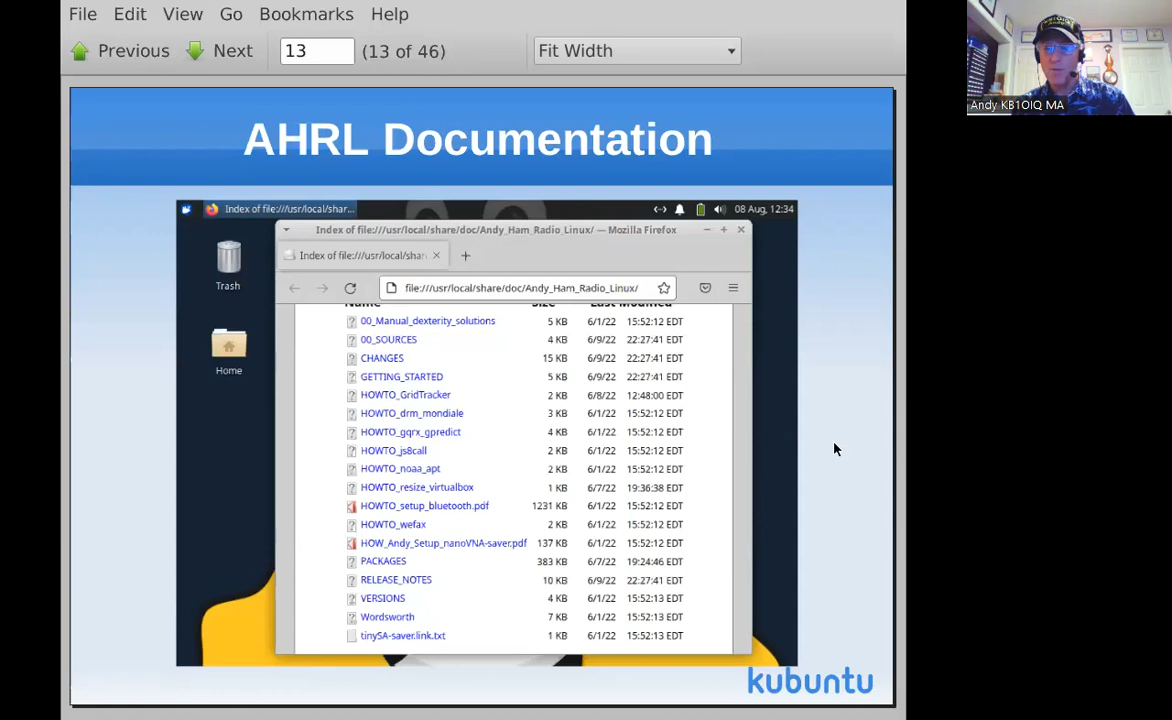 File Edit View Go Bookmarks Help
Previous Next 13 (13 of 46) Fit Width
Andy KB1OIQ MA
AHRL Documentation
Index of file:///usr/local/shar... 08 Aug, 12:34
Index of file:///usr/local/share/doc/Andy_Ham_Radio_Linux/ — Mozilla Firefox
Trash
Index of file:///usr/local/shar
file:///usr/local/share/doc/Andy_Ham_Radio_Linux/
Name Size Last Modified
00_Manual_dexterity_solutions 5 KB 6/1/22 15:52:12 EDT
00_SOURCES 4 KB 6/9/22 22:27:41 EDT
CHANGES 15 KB 6/9/22 22:27:41 EDT
Home
GETTING_STARTED 5 KB 6/9/22 22:27:41 EDT
HOWTO_GridTracker 2 KB 6/8/22 12:48:00 EDT
HOWTO_drm_mondiale 3 KB 6/1/22 15:52:12 EDT
HOWTO_gqrx_gpredict 4 KB 6/1/22 15:52:12 EDT
HOWTO_js8call 2 KB 6/1/22 15:52:12 EDT
HOWTO_noaa_apt 2 KB 6/1/22 15:52:12 EDT
HOWTO_resize_virtualbox 1 KB 6/7/22 19:36:38 EDT
HOWTO_setup_bluetooth.pdf 1231 KB 6/1/22 15:52:12 EDT
HOWTO_wefax 2 KB 6/1/22 15:52:12 EDT
HOW_Andy_Setup_nanoVNA-saver.pdf 137 KB 6/1/22 15:52:12 EDT
PACKAGES 383 KB 6/7/22 19:24:46 EDT
RELEASE_NOTES 10 KB 6/9/22 22:27:41 EDT
VERSIONS 4 KB 6/1/22 15:52:13 EDT
Wordsworth 7 KB 6/1/22 15:52:13 EDT
tinySA-saver.link.txt 1 KB 6/1/22 15:52:13 EDT
kubuntu